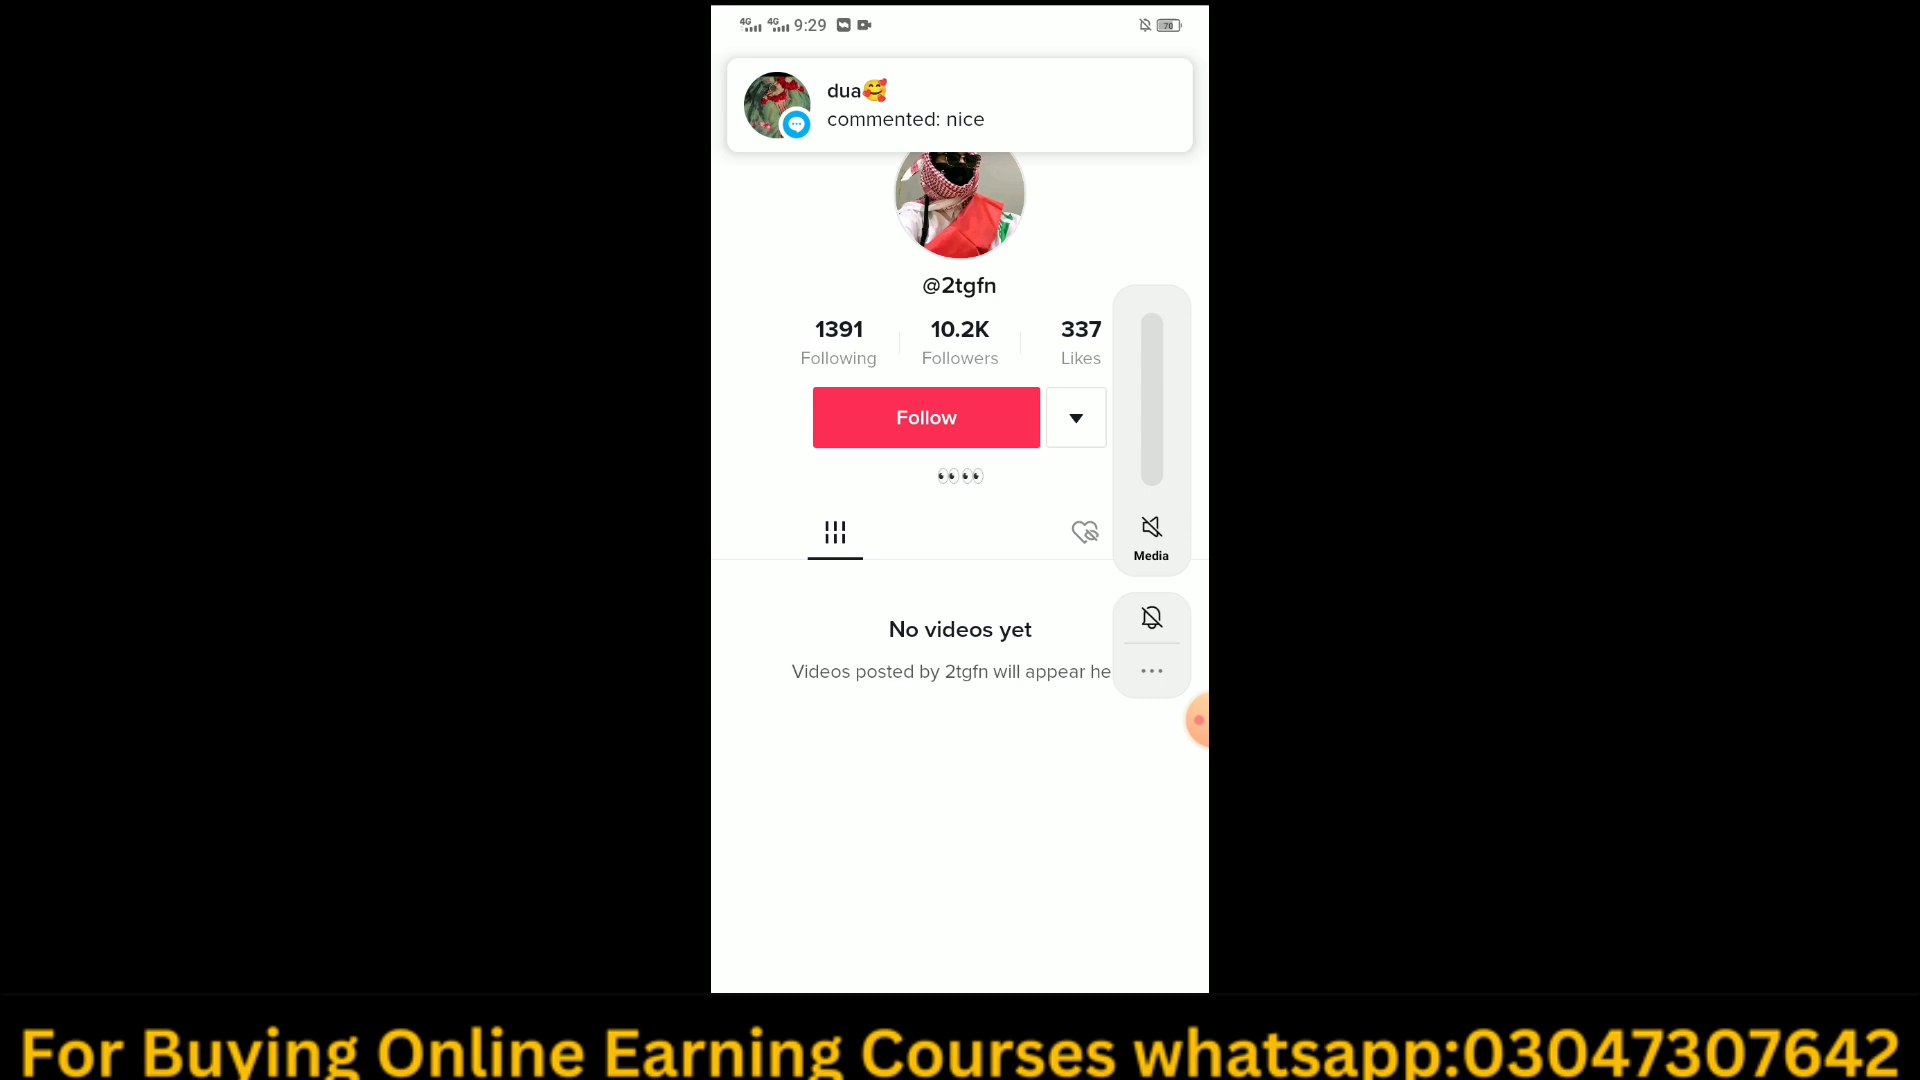 4G 4G 9:29 70
dua🥰
commented: nice
@2tgfn
1391 10.2K 337
Following Followers Likes
Follow
👀👀
Media
No videos yet
Videos posted by 2tgfn will appear he
For Buying Online Earning Courses whatsapp:03047307642